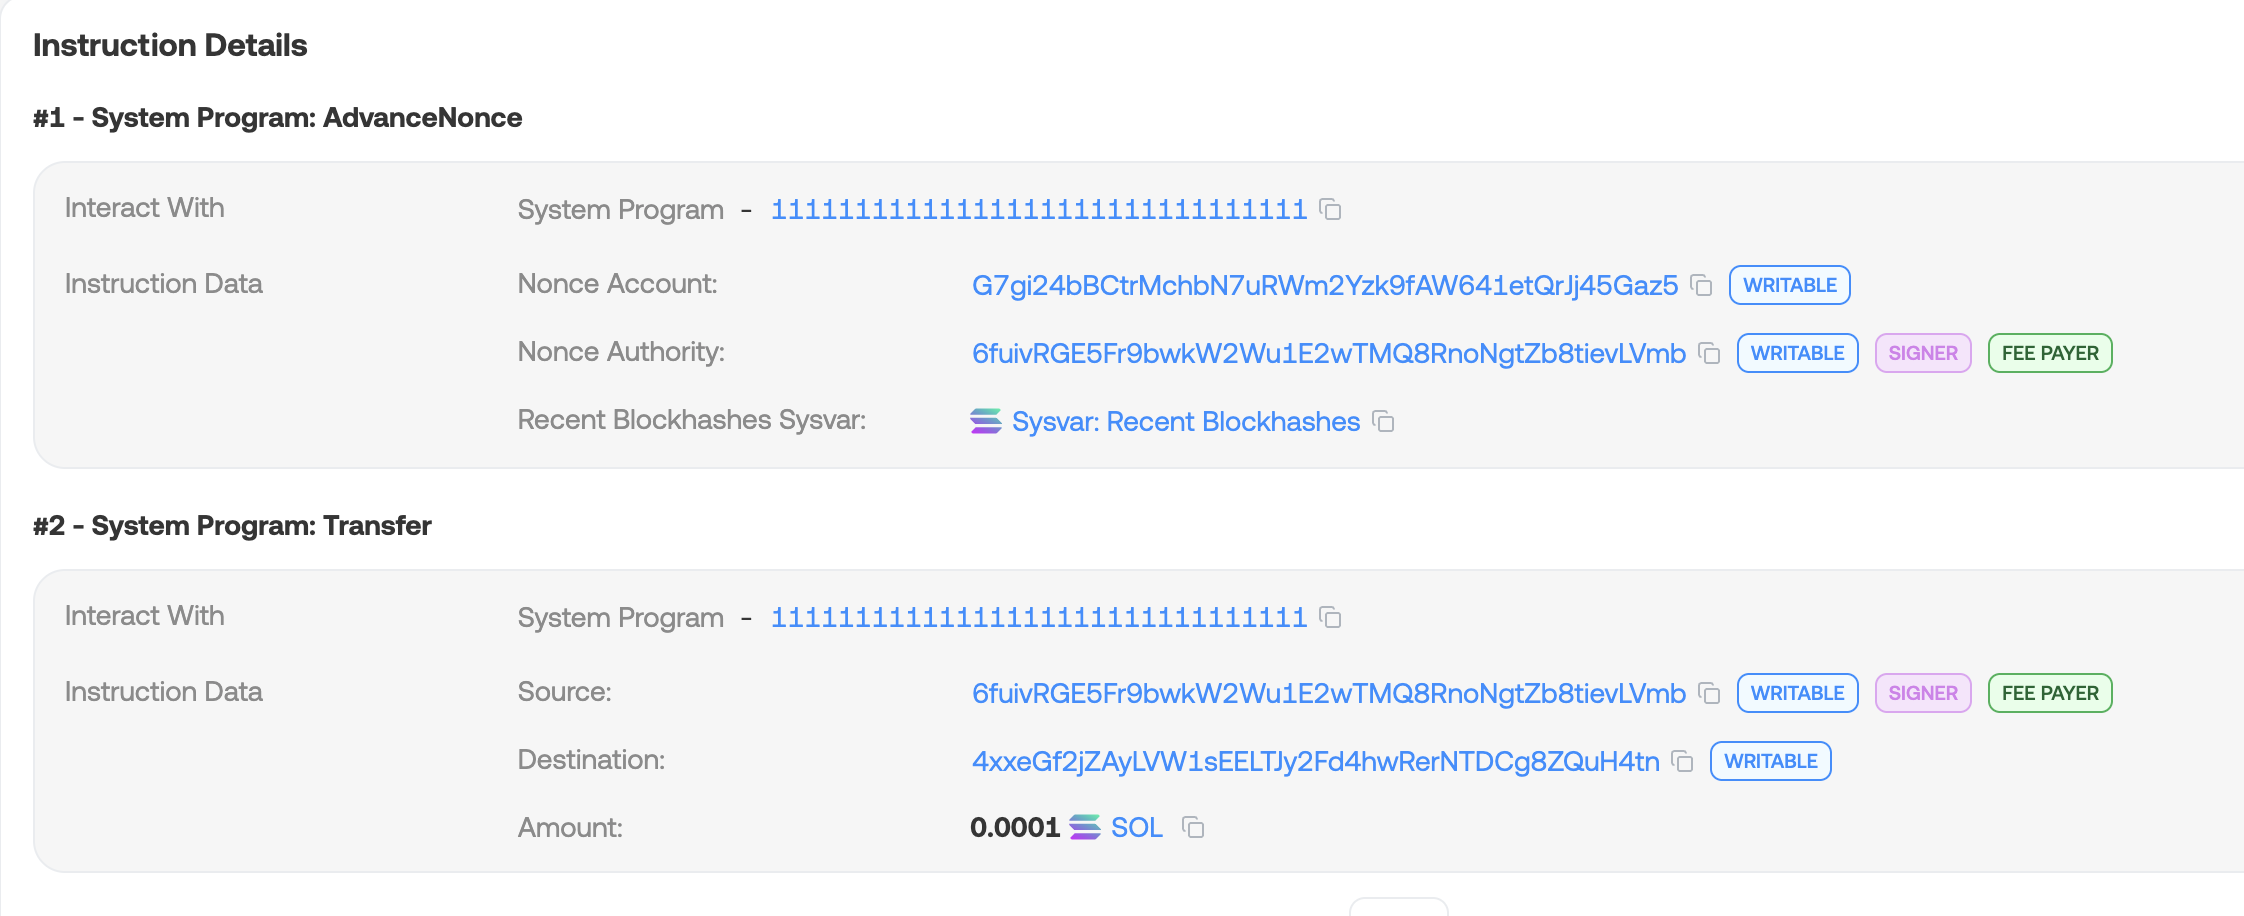 Instruction Details
#1 - System Program: AdvanceNonce
Interact With System Program - 11111111111111111111111111111111
Instruction Data Nonce Account: G7gi24bBCtrMchbN7uRWm2Yzk9fAW641etQrJj45Gaz5 WRITABLE
Nonce Authority: 6fuivRGE5Fr9bwkW2Wu1E2wTMQ8RnoNgtZb8tievLVmb WRITABLE SIGNER FEE PAYER
Recent Blockhashes Sysvar: Sysvar: Recent Blockhashes
#2 - System Program: Transfer
Interact With System Program - 11111111111111111111111111111111
Instruction Data Source: 6fuivRGE5Fr9bwkW2Wu1E2wTMQ8RnoNgtZb8tievLVmb WRITABLE SIGNER FEE PAYER
Destination: 4xxeGf2jZAyLVW1sEELTJy2Fd4hwRerNTDCg8ZQuH4tn WRITABLE
Amount: 0.0001 SOL